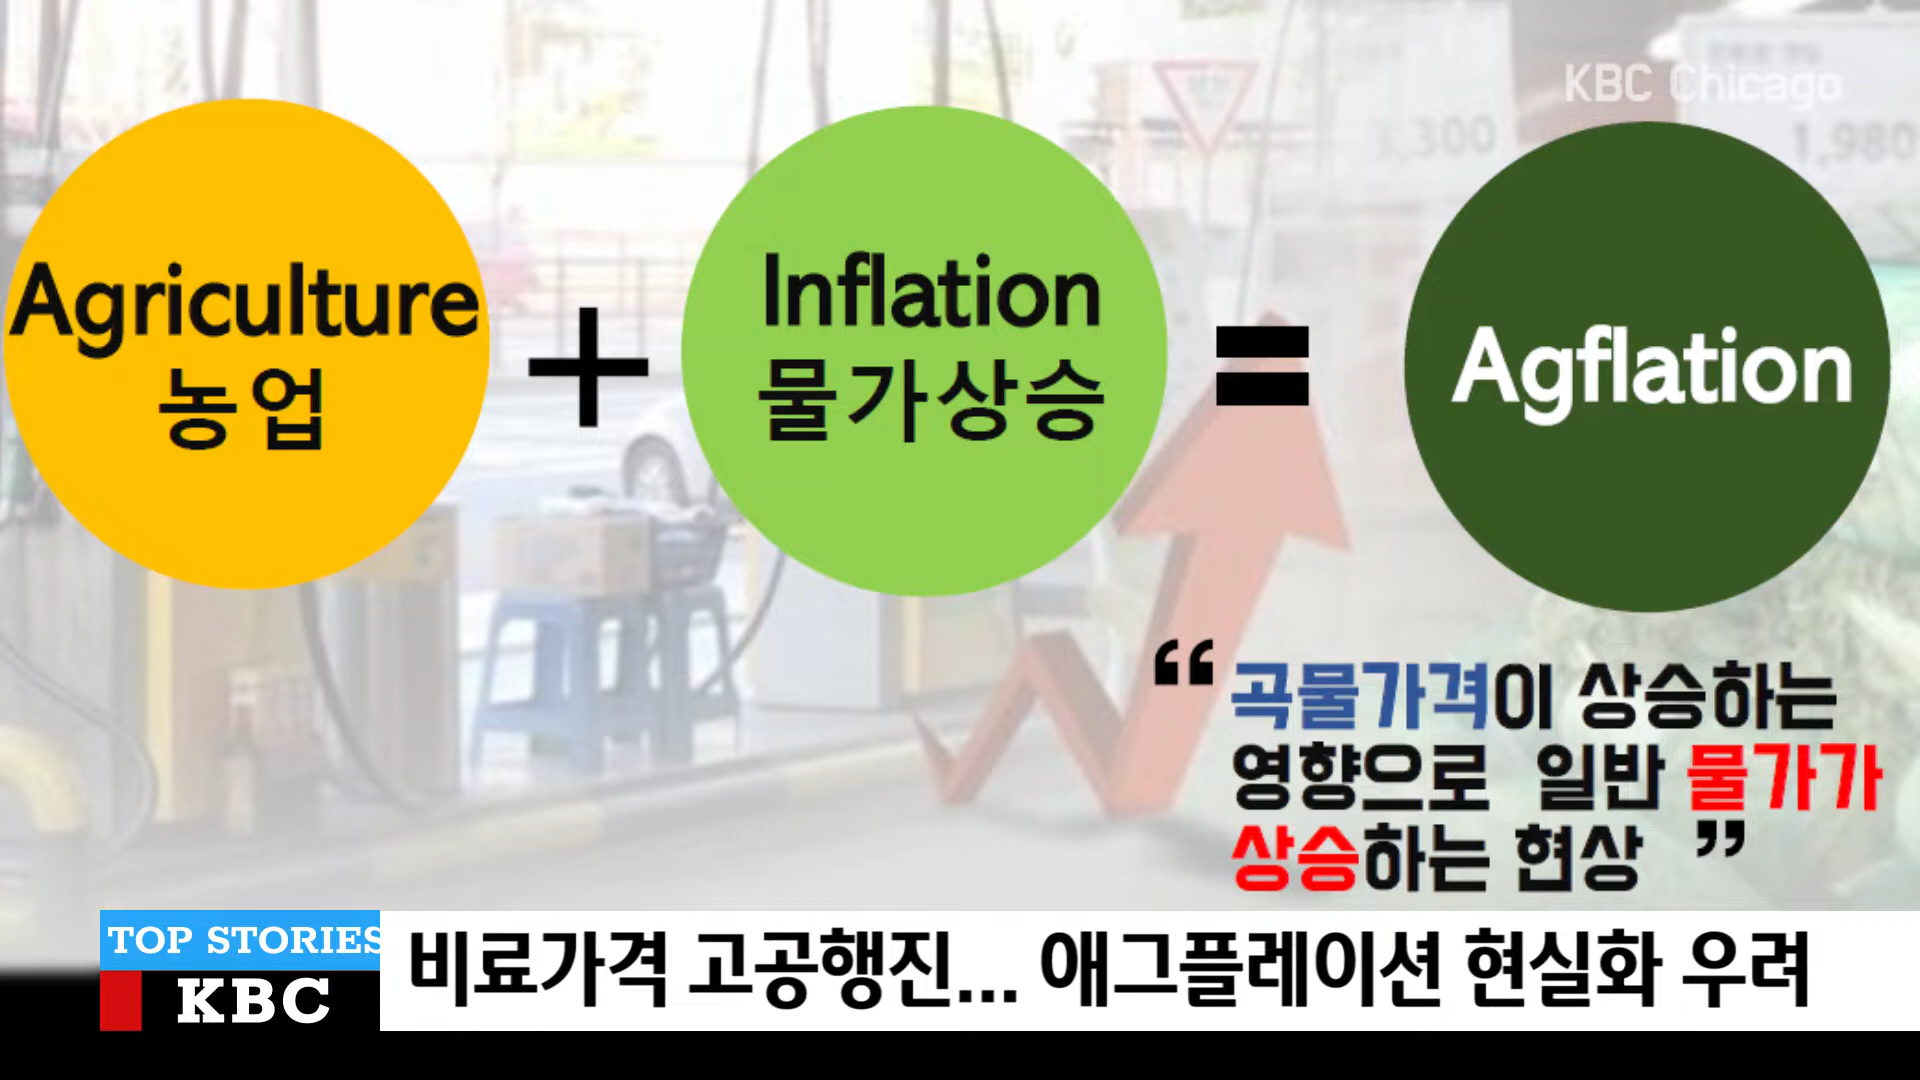 KBC Chicago
,300
1,980
Agriculture
농업
+
Inflation
물가상승
=
Agflation
“ 곡물가격이 상승하는
영향으로 일반 물가가
상승하는 현상 ”
TOP STORIES
비료가격 고공행진... 애그플레이션 현실화 우려
KBC